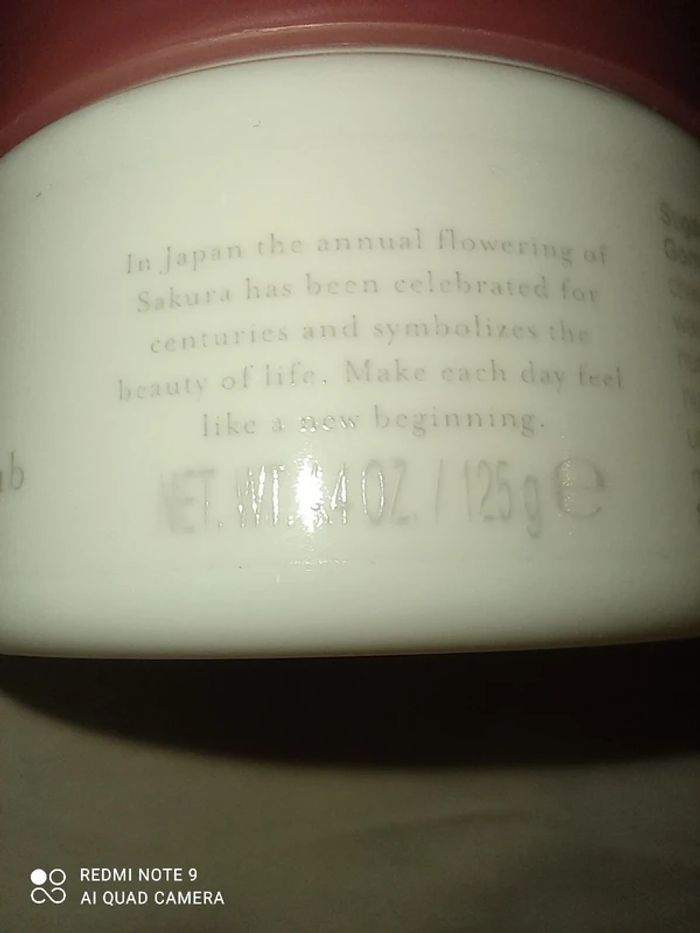 In Japan the annual flowering of
Sakura has been celebrated for
centuries and symbolizes the
beauty of life. Make each day feel
like a new beginning.
NET. WT. 4.4 OZ. / 125 g ℮
REDMI NOTE 9
AI QUAD CAMERA